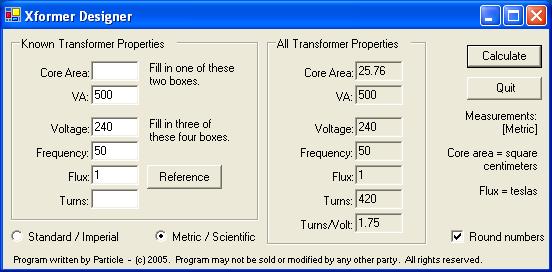 Xformer Designer
Known Transformer Properties
Core Area:
Fill in one of these
two boxes.
VA: 500
Voltage: 240
Fill in three of
these four boxes.
Frequency: 50
Flux: 1
Reference
Turns:
Standard / Imperial
Metric / Scientific
All Transformer Properties
Core Area: 25.76
VA: 500
Voltage: 240
Frequency: 50
Flux: 1
Turns: 420
Turns/Volt: 1.75
Calculate
Quit
Measurements:
[Metric]
Core area = square
centimeters
Flux = teslas
Round numbers
Program written by Particle - (c) 2005. Program may not be sold or modified by any other party. All rights reserved.